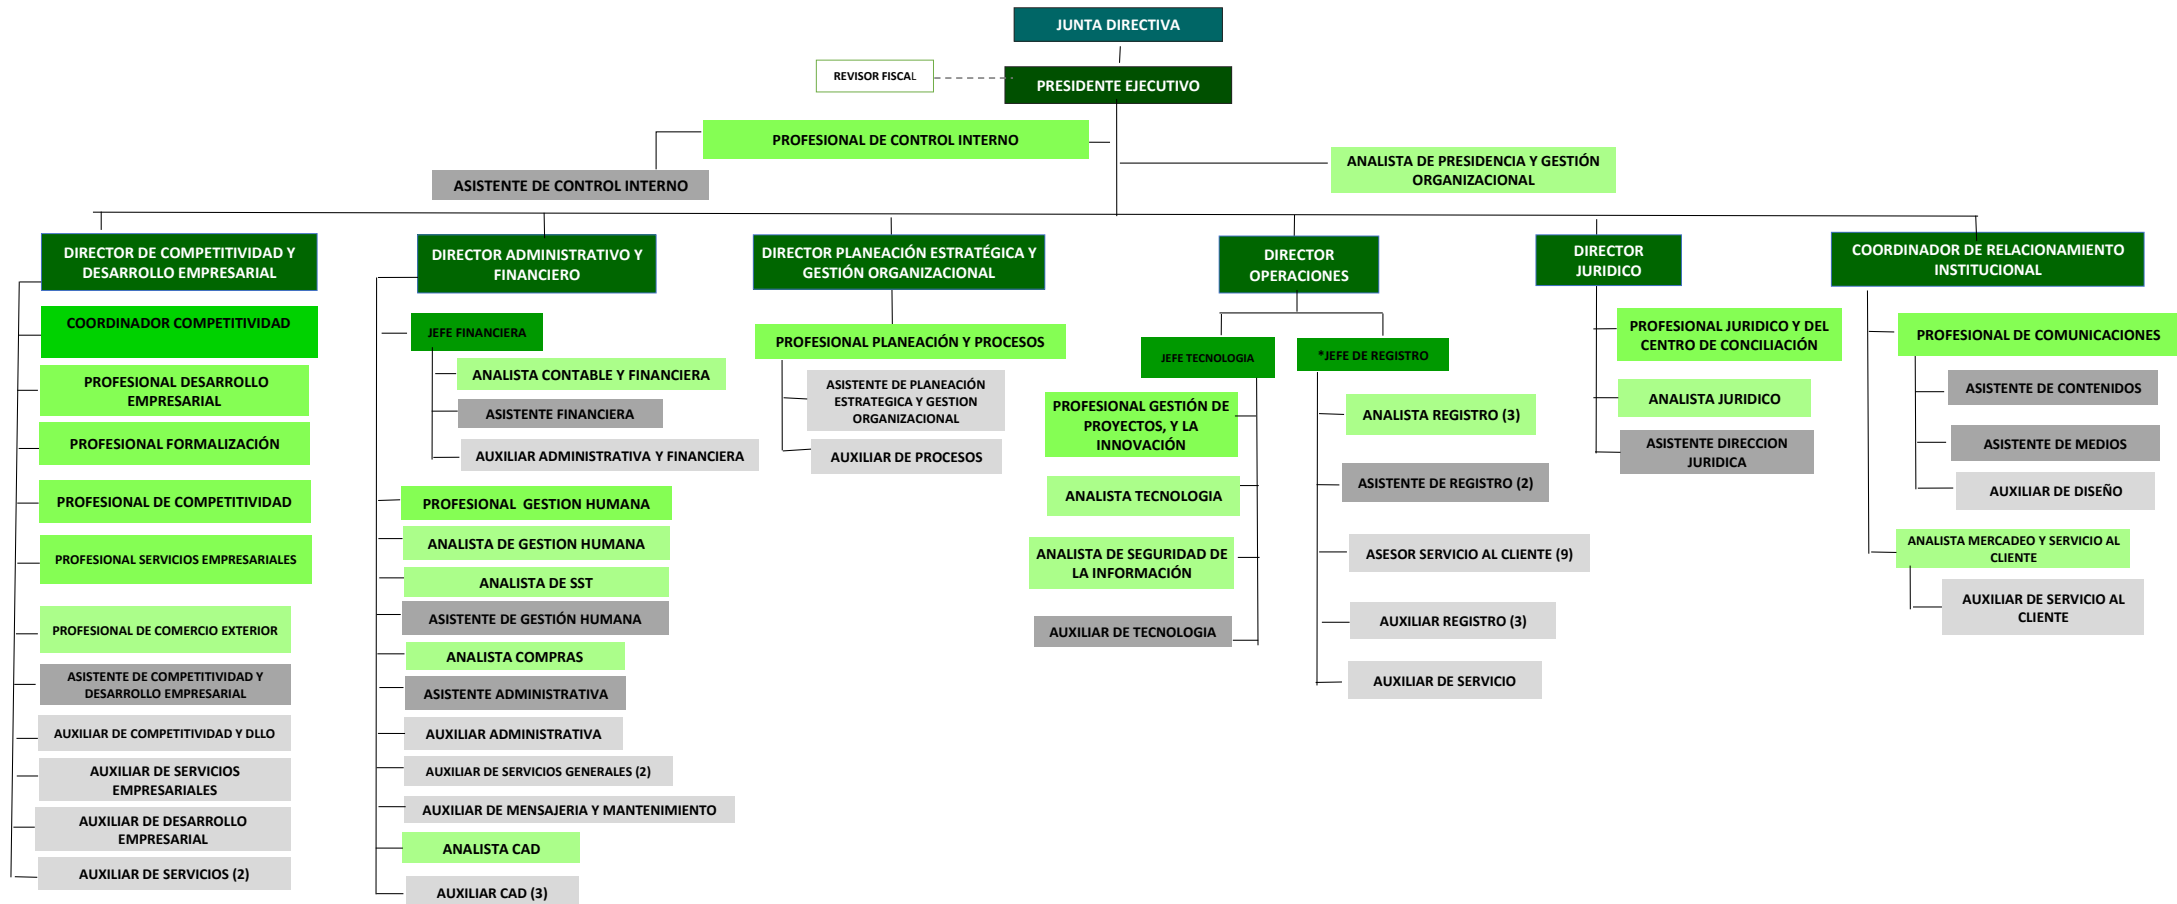 JUNTA DIRECTIVA
REVISOR FISCAL
PRESIDENTE EJECUTIVO
PROFESIONAL DE CONTROL INTERNO
ANALISTA DE PRESIDENCIA Y GESTIÓN
ORGANIZACIONAL
ASISTENTE DE CONTROL INTERNO
DIRECTOR DE COMPETITIVIDAD Y
DESARROLLO EMPRESARIAL
COORDINADOR COMPETITIVIDAD
PROFESIONAL DESARROLLO
EMPRESARIAL
PROFESIONAL FORMALIZACIÓN
PROFESIONAL DE COMPETITIVIDAD
PROFESIONAL SERVICIOS EMPRESARIALES
PROFESIONAL DE COMERCIO EXTERIOR
ASISTENTE DE COMPETITIVIDAD Y
DESARROLLO EMPRESARIAL
AUXILIAR DE COMPETITIVIDAD Y DLLO
AUXILIAR DE SERVICIOS
EMPRESARIALES
AUXILIAR DE DESARROLLO
EMPRESARIAL
AUXILIAR DE SERVICIOS (2)
DIRECTOR ADMINISTRATIVO Y
FINANCIERO
JEFE FINANCIERA
ANALISTA CONTABLE Y FINANCIERA
ASISTENTE FINANCIERA
AUXILIAR ADMINISTRATIVA Y FINANCIERA
PROFESIONAL  GESTION HUMANA
ANALISTA DE GESTION HUMANA
ANALISTA DE SST
ASISTENTE DE GESTIÓN HUMANA
ANALISTA COMPRAS
ASISTENTE ADMINISTRATIVA
AUXILIAR ADMINISTRATIVA
AUXILIAR DE SERVICIOS GENERALES (2)
AUXILIAR DE MENSAJERIA Y MANTENIMIENTO
ANALISTA CAD
AUXILIAR CAD (3)
DIRECTOR PLANEACIÓN ESTRATÉGICA Y
GESTIÓN ORGANIZACIONAL
PROFESIONAL PLANEACIÓN Y PROCESOS
ASISTENTE DE PLANEACIÓN
ESTRATEGICA Y GESTION
ORGANIZACIONAL
AUXILIAR DE PROCESOS
DIRECTOR
OPERACIONES
JEFE TECNOLOGIA
PROFESIONAL GESTIÓN DE
PROYECTOS, Y LA
INNOVACIÓN
ANALISTA TECNOLOGIA
ANALISTA DE SEGURIDAD DE
LA INFORMACIÓN
AUXILIAR DE TECNOLOGIA
*JEFE DE REGISTRO
ANALISTA REGISTRO (3)
ASISTENTE DE REGISTRO (2)
ASESOR SERVICIO AL CLIENTE (9)
AUXILIAR REGISTRO (3)
AUXILIAR DE SERVICIO
DIRECTOR
JURIDICO
PROFESIONAL JURIDICO Y DEL
CENTRO DE CONCILIACIÓN
ANALISTA JURIDICO
ASISTENTE DIRECCION
JURIDICA
COORDINADOR DE RELACIONAMIENTO
INSTITUCIONAL
PROFESIONAL DE COMUNICACIONES
ASISTENTE DE CONTENIDOS
ASISTENTE DE MEDIOS
AUXILIAR DE DISEÑO
ANALISTA MERCADEO Y SERVICIO AL
CLIENTE
AUXILIAR DE SERVICIO AL
CLIENTE